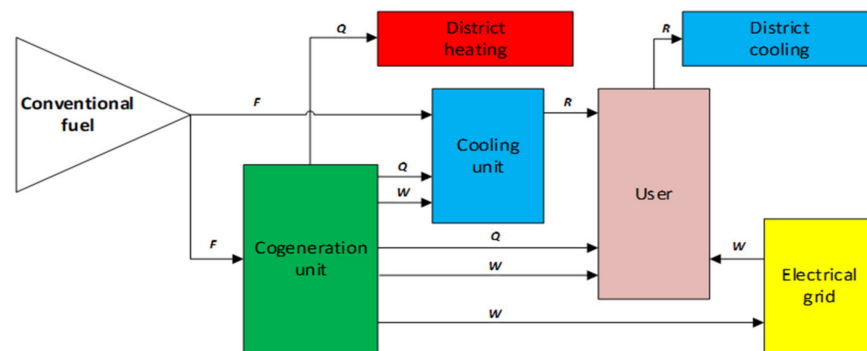 Q
District
heating
R
District
cooling
Conventional
fuel
F
R
Cooling
unit
Q
W
User
F
Cogeneration
unit
Q
W
W
Electrical
grid
W